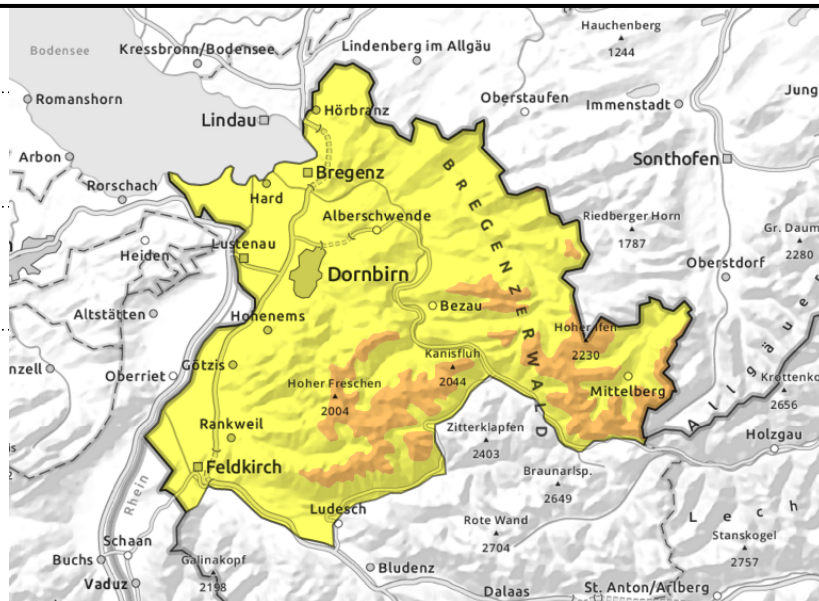 Hauchenberg
1244
Bodensee
Kressbronn/Bodensee
Lindenberg im Allgäu
Jung
Romanshorn
Hörbranz
Oberstaufen
Immenstadt
Lindau
Arbon
Sonthofen
Bregenz
Rorschach
Hard
Alberschwende
Riedberger Horn
1787
Gr. Daum
2280
BREGENZERWALD
Heiden
Lustenau
Dornbirn
Oberstdorf
Bezau
Altstätten
Hohenems
Hoher Ifen
2230
Allgäuer
nzell
Oberriet
Götzis
Kanisfluh
2044
Hoher Freschen
2004
Mittelberg
Krottenko
2656
Rankweil
Zitterklapfen
2403
Holzgau
is
Feldkirch
Braunarlsp.
2649
Rhein
Ludesch
Rote Wand
2704
Lech
Stanskogel
2757
Schaan
Buchs
Galinakopf
2198
Bludenz
Vaduz
Dalaas
St. Anton/Arlberg